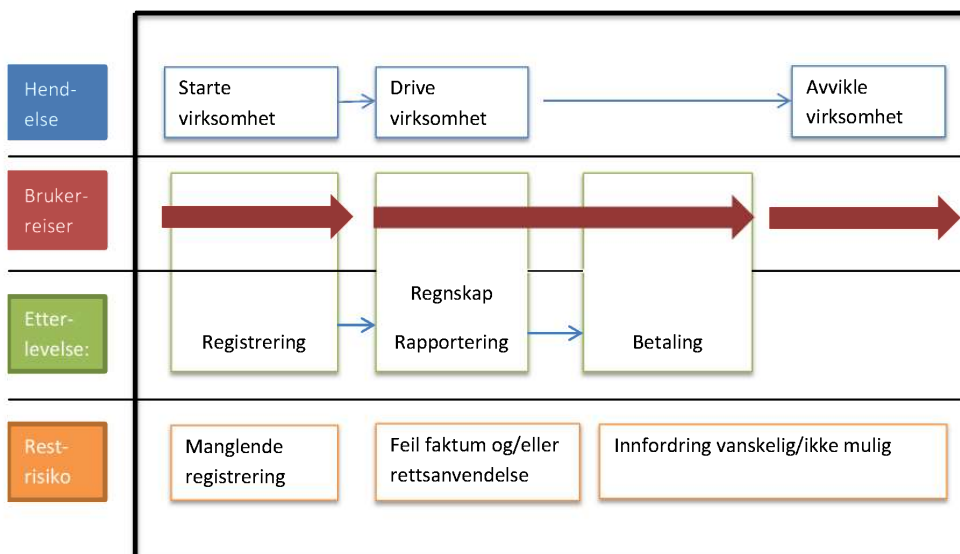 Hend-
else
Starte
virksomhet
Drive
virksomhet
Avvikle
virksomhet
Bruker-
reiser
Etter-
levelse:
Registrering
Regnskap
Rapportering
Betaling
Rest-
risiko
Manglende
registrering
Feil faktum og/eller
rettsanvendelse
Innfordring vanskelig/ikke mulig